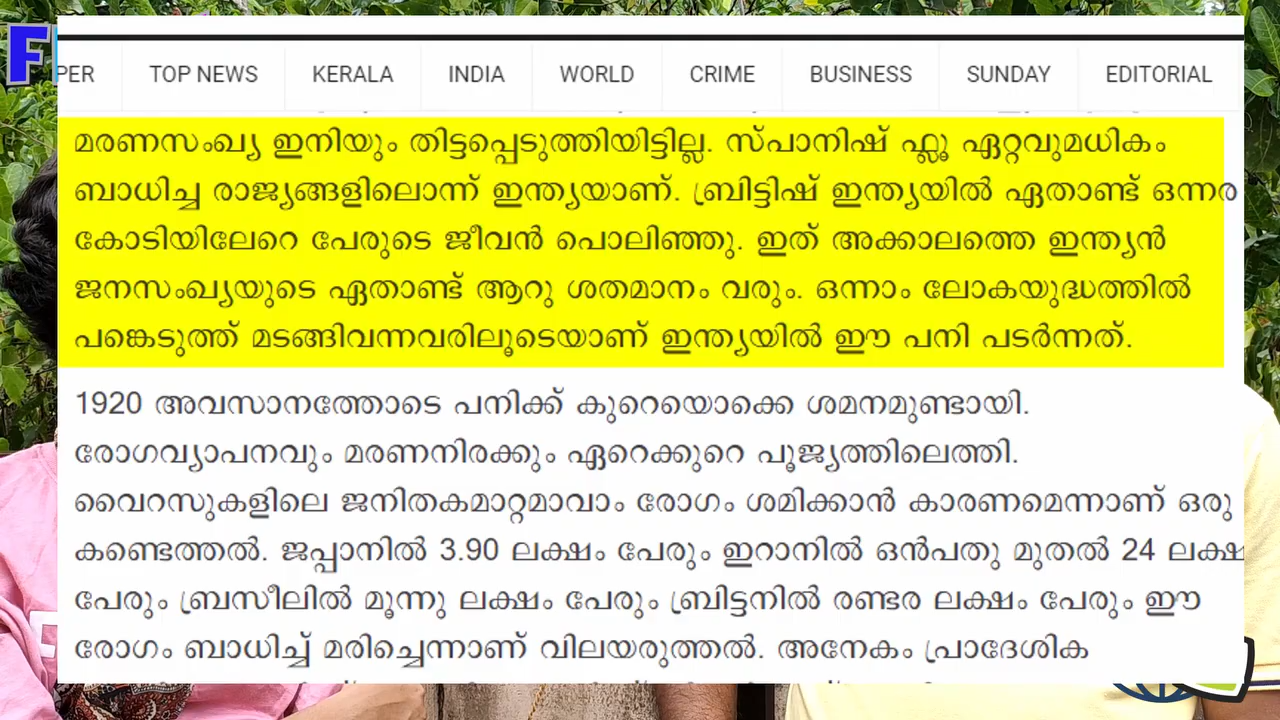 F
PER TOP NEWS KERALA INDIA WORLD CRIME BUSINESS SUNDAY EDITORIAL
മരണസംഖ്യ ഇനിയും തിട്ടപ്പെടുത്തിയിട്ടില്ല. സ്പാനിഷ് ഫ്ലൂ ഏറ്റവുമധികം
ബാധിച്ച രാജ്യങ്ങളിലൊന്ന് ഇന്ത്യയാണ്. ബ്രിട്ടിഷ് ഇന്ത്യയിൽ ഏതാണ്ട് ഒന്നര
കോടിയിലേറെ പേരുടെ ജീവൻ പൊലിഞ്ഞു. ഇത് അക്കാലത്തെ ഇന്ത്യൻ
ജനസംഖ്യയുടെ ഏതാണ്ട് ആറു ശതമാനം വരും. ഒന്നാം ലോകയുദ്ധത്തിൽ
പങ്കെടുത്ത് മടങ്ങിവന്നവരിലൂടെയാണ് ഇന്ത്യയിൽ ഈ പനി പടർന്നത്.
1920 അവസാനത്തോടെ പനിക്ക് കുറെയൊക്കെ ശമനമുണ്ടായി.
രോഗവ്യാപനവും മരണനിരക്കും ഏറെക്കുറെ പൂജ്യത്തിലെത്തി.
വൈറസുകളിലെ ജനിതകമാറ്റമാവാം രോഗം ശമിക്കാൻ കാരണമെന്നാണ് ഒരു
കണ്ടെത്തൽ. ജപ്പാനിൽ 3.90 ലക്ഷം പേരും ഇറാനിൽ ഒൻപതു മുതൽ 24 ലക്ഷ
പേരും ബ്രസീലിൽ മൂന്നു ലക്ഷം പേരും ബ്രിട്ടനിൽ രണ്ടര ലക്ഷം പേരും ഈ
രോഗം ബാധിച്ച് മരിച്ചെന്നാണ് വിലയരുത്തൽ. അനേകം പ്രാദേശിക